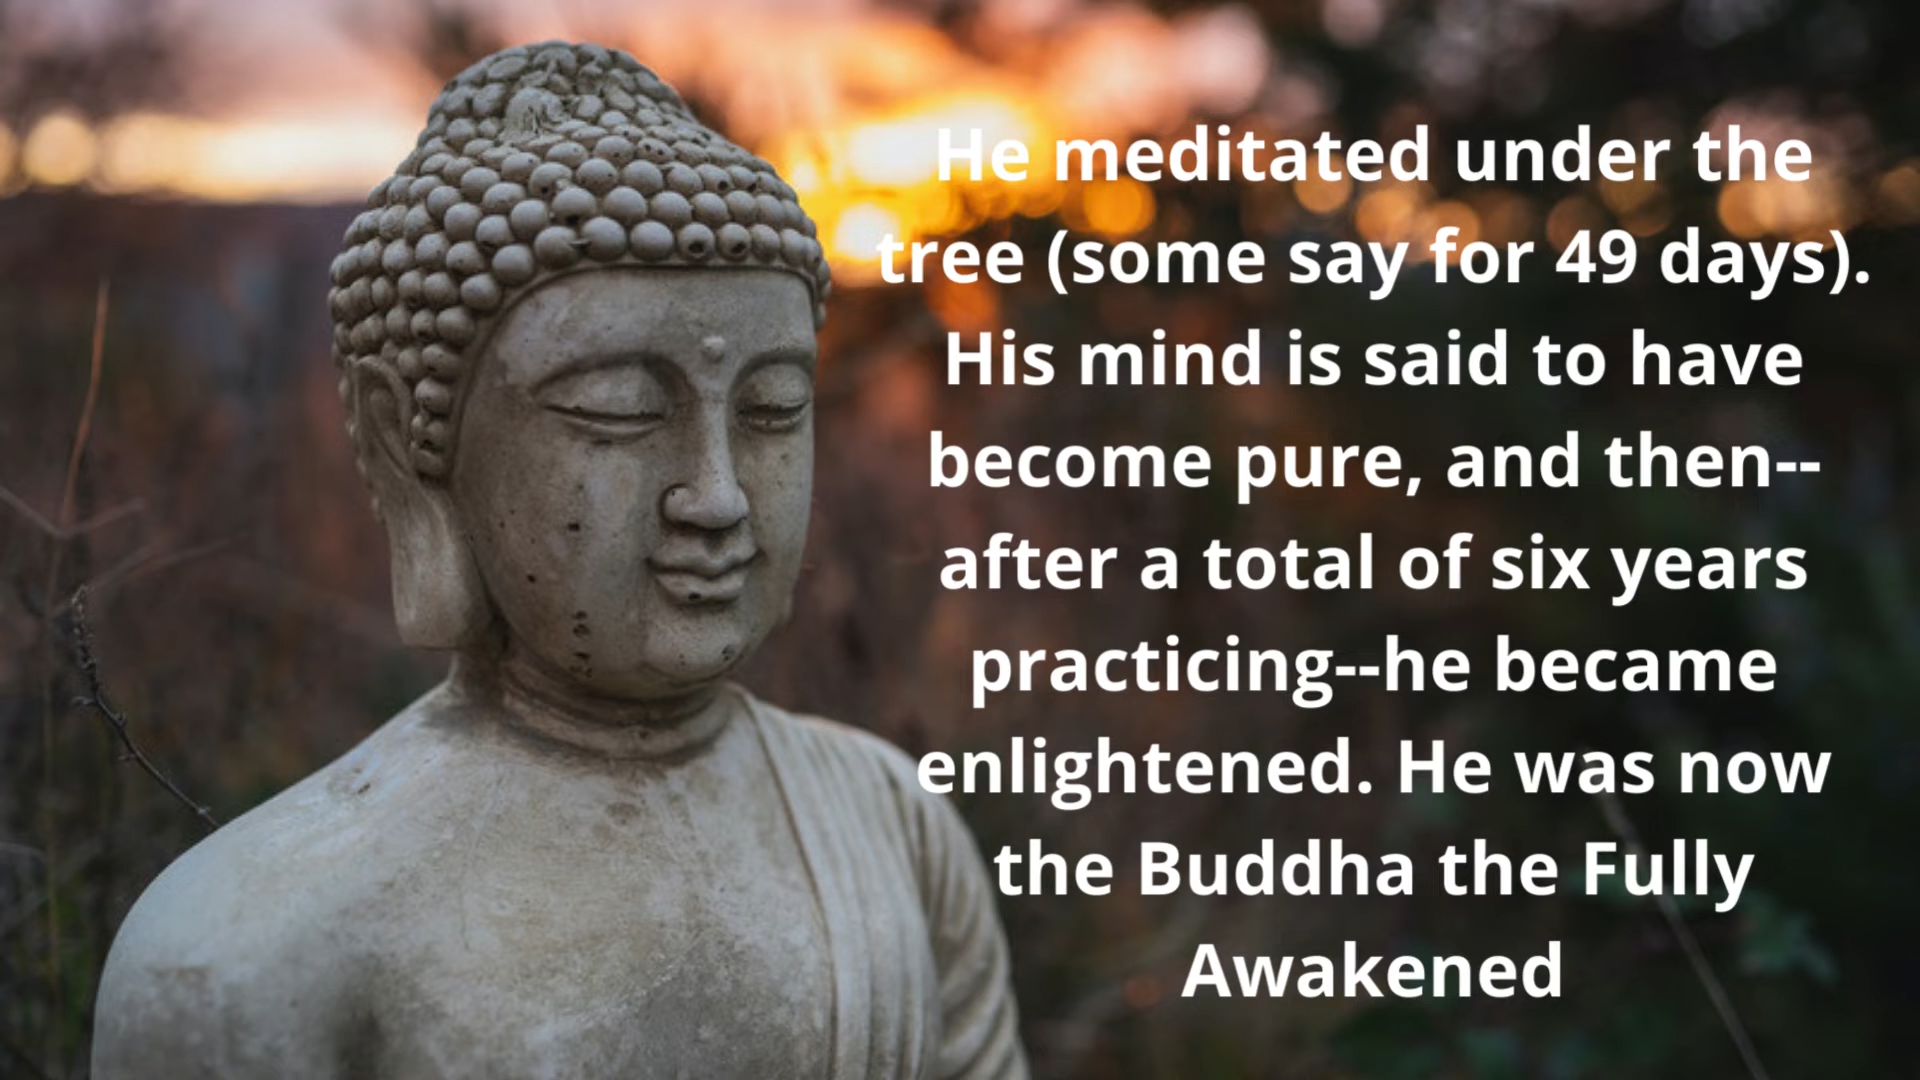 He meditated under the
tree (some say for 49 days).
His mind is said to have
become pure, and then--
after a total of six years
practicing--he became
enlightened. He was now
the Buddha the Fully
Awakened